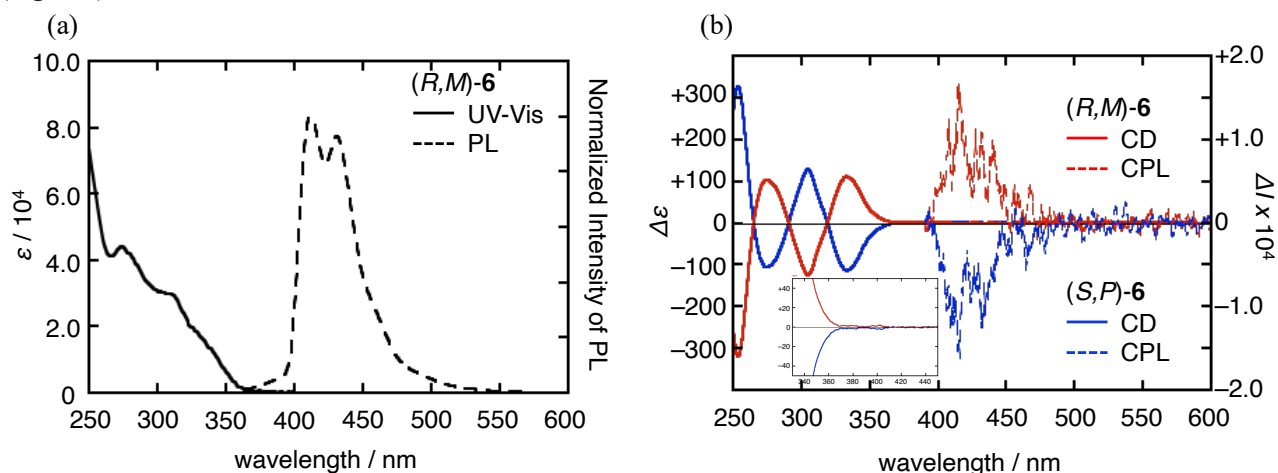 (a)
10.0
8.0
6.0
4.0
2.0
0
ε / 10⁴
(R,M)-6
UV-Vis
PL
Normalized Intensity of PL
250 300 350 400 450 500 550 600
wavelength / nm
(b)
+300
+200
+100
0
−100
−200
−300
Δε
(R,M)-6
CD
CPL
(S,P)-6
CD
CPL
+2.0
+1.0
0
−1.0
−2.0
ΔI x 10⁴
+40
+20
0
−20
−40
340 360 380 400 420 440
250 300 350 400 450 500 550 600
wavelength / nm